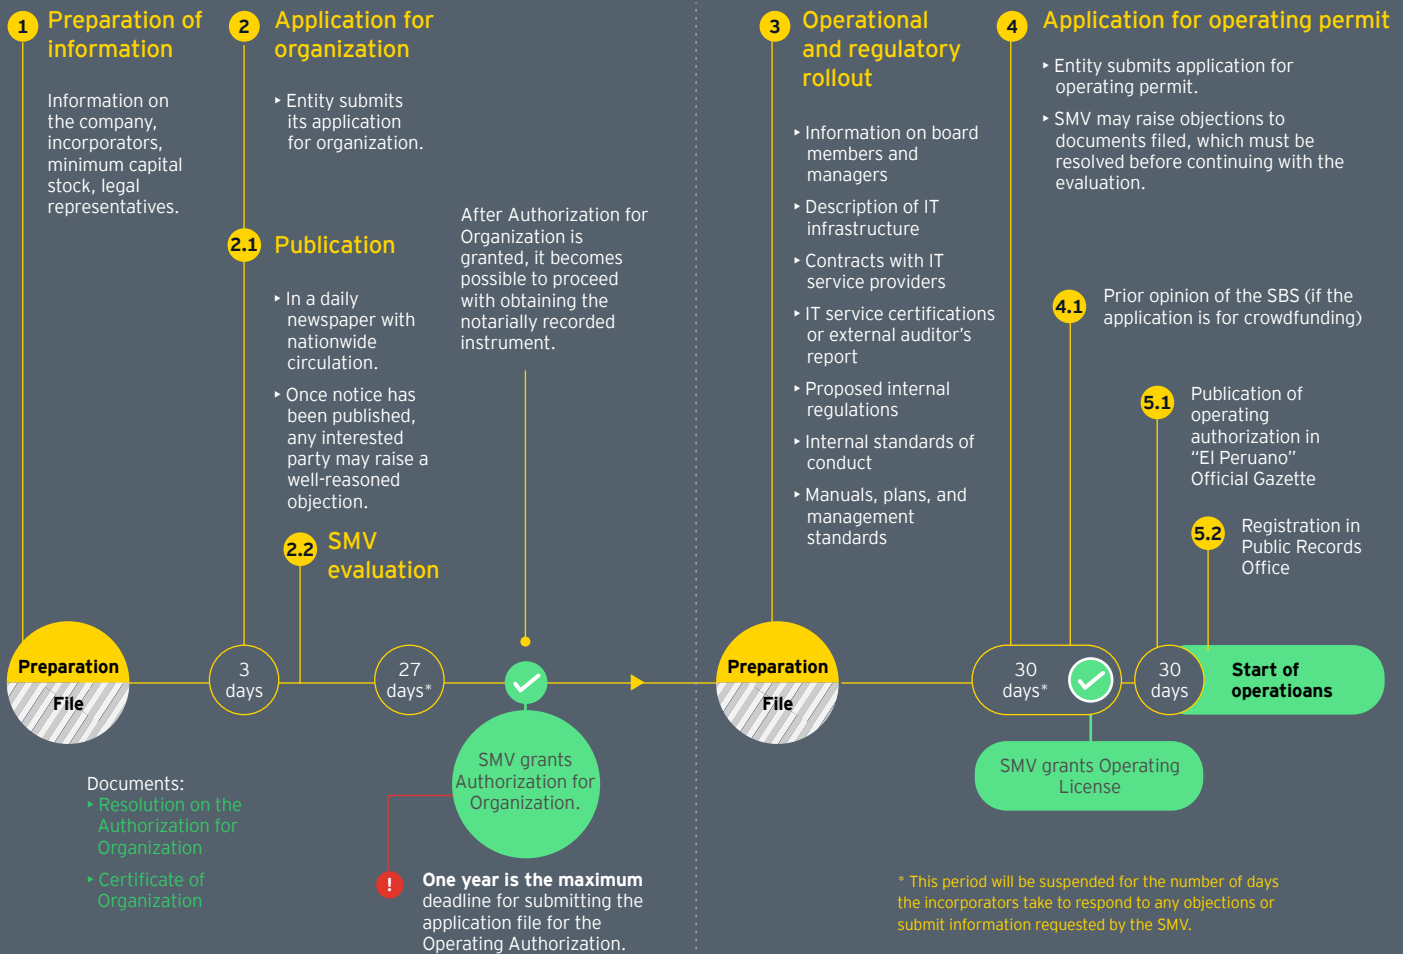 1
Preparation of
information
Information on
the company,
incorporators,
minimum capital
stock, legal
representatives.
2
Application for
organization
‣ Entity submits
its application
for organization.
2.1
Publication
‣ In a daily
newspaper with
nationwide
circulation.
‣ Once notice has
been published,
any interested
party may raise a
well-reasoned
objection.
2.2
SMV
evaluation
After Authorization for
Organization is
granted, it becomes
possible to proceed
with obtaining the
notarially recorded
instrument.
3
Operational
and regulatory
rollout
‣ Information on board
members and
managers
‣ Description of IT
infrastructure
‣ Contracts with IT
service providers
‣ IT service certifications
or external auditor’s
report
‣ Proposed internal
regulations
‣ Internal standards of
conduct
‣ Manuals, plans, and
management
standards
4
Application for operating permit
‣ Entity submits application for
operating permit.
‣ SMV may raise objections to
documents filed, which must be
resolved before continuing with the
evaluation.
4.1
Prior opinion of the SBS (if the
application is for crowdfunding)
5.1
Publication of
operating
authorization in
“El Peruano”
Official Gazette
5.2
Registration in
Public Records
Office
Preparation
File
3
days
27
days*
Preparation
File
30
days*
30
days
Start of
operatioans
SMV grants
Authorization for
Organization.
SMV grants Operating
License
Documents:
‣ Resolution on the
Authorization for
Organization
‣ Certificate of
Organization
!
One year is the maximum
deadline for submitting the
application file for the
Operating Authorization.
* This period will be suspended for the number of days
the incorporators take to respond to any objections or
submit information requested by the SMV.